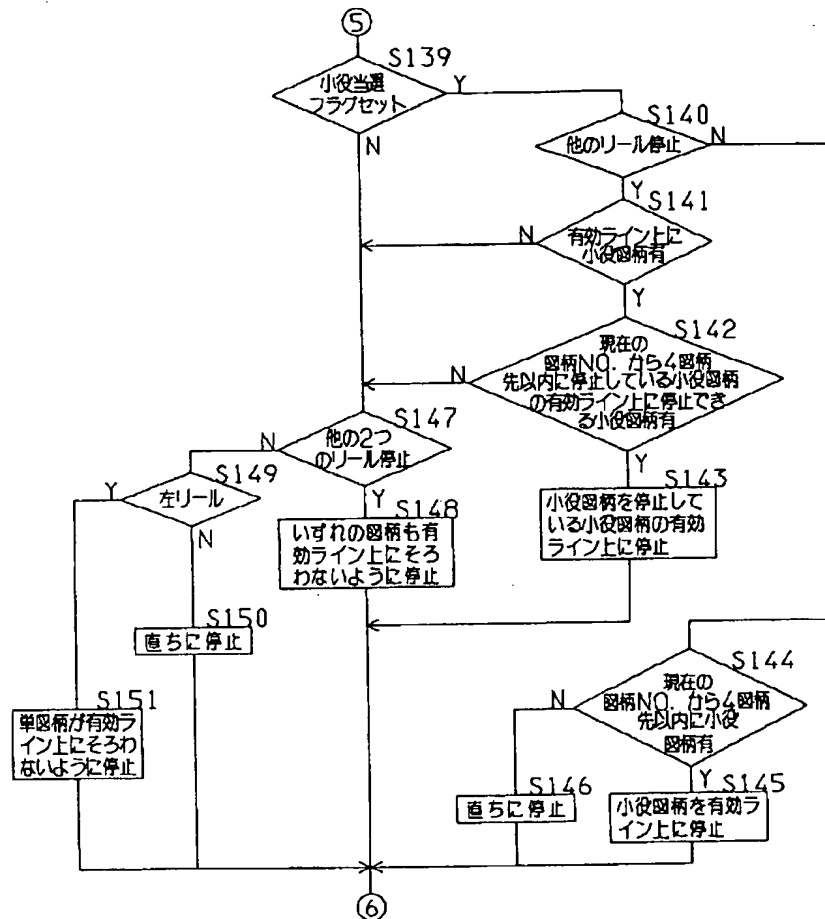 ⑤
S139
小役当選
フラグセット
Y
N
S140
他のリール停止
N
Y
S141
有効ライン上に
小役図柄有
N
Y
S142
現在の
図柄NO.から4図柄
先以内に停止している小役図柄
の有効ライン上に停止でき
る小役図柄有
N
Y
S147
他の2つ
のリール停止
N
Y
S149
左リール
Y
N
S148
いずれの図柄も有
効ライン上にそろ
わないように停止
S143
小役図柄を停止して
いる小役図柄の有効
ライン上に停止
S150
直ちに停止
S151
単図柄が有効ラ
イン上にそろわ
ないように停止
S144
現在の
図柄NO.から4図柄
先以内に小役
図柄有
N
Y
S146
直ちに停止
S145
小役図柄を有効ラ
イン上に停止
⑥